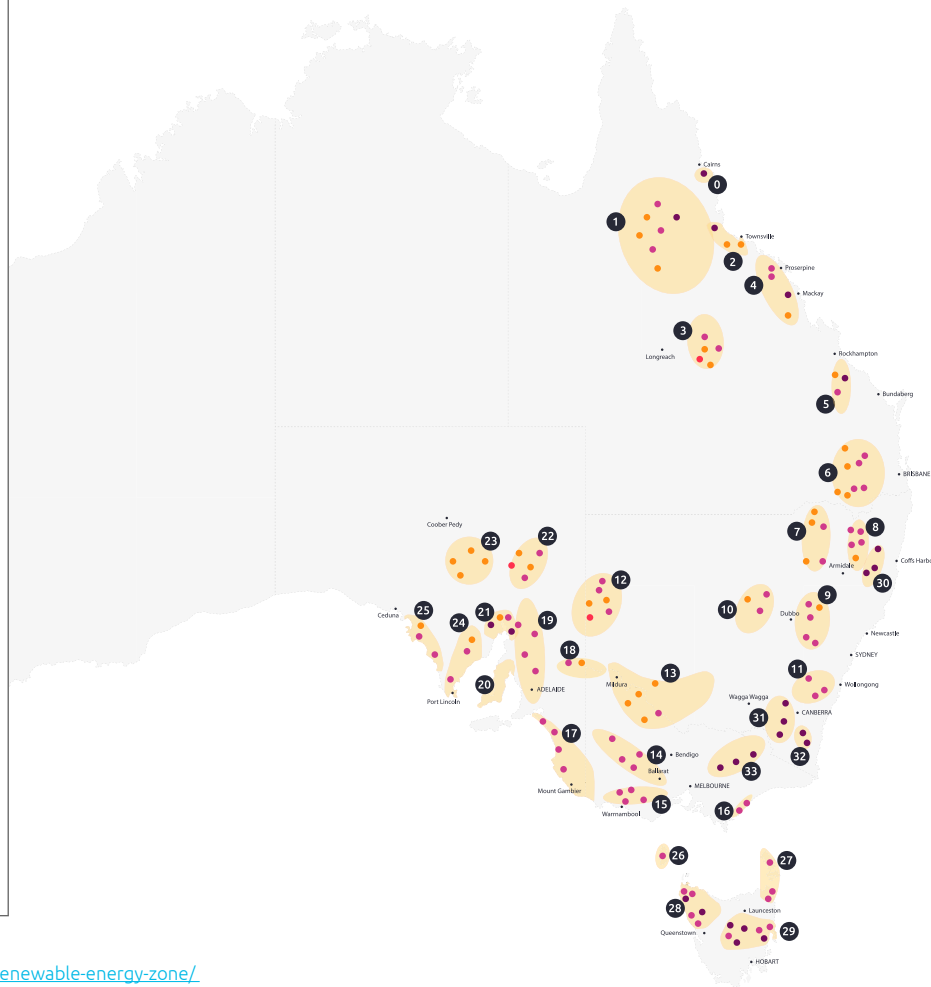 Cairns
0
1
Townsville
2
Proserpine
4
Mackay
3
Longreach
Rockhampton
Bundaberg
5
6
BRISBANE
Coober Pedy
7
8
23
22
Coffs Harbo
Armidale
30
12
9
10
Ceduna
25
21
24
19
Dubbo
Newcastle
18
SYDNEY
13
11
Mildura
20
ADELAIDE
Wollongong
Port Lincoln
Wagga Wagga
31
CANBERRA
17
14
Bendigo
32
33
Ballarat
Mount Gambier
MELBOURNE
15
16
Warrnambool
26
27
28
Launceston
Queenstown
29
HOBART
enewable-energy-zone/